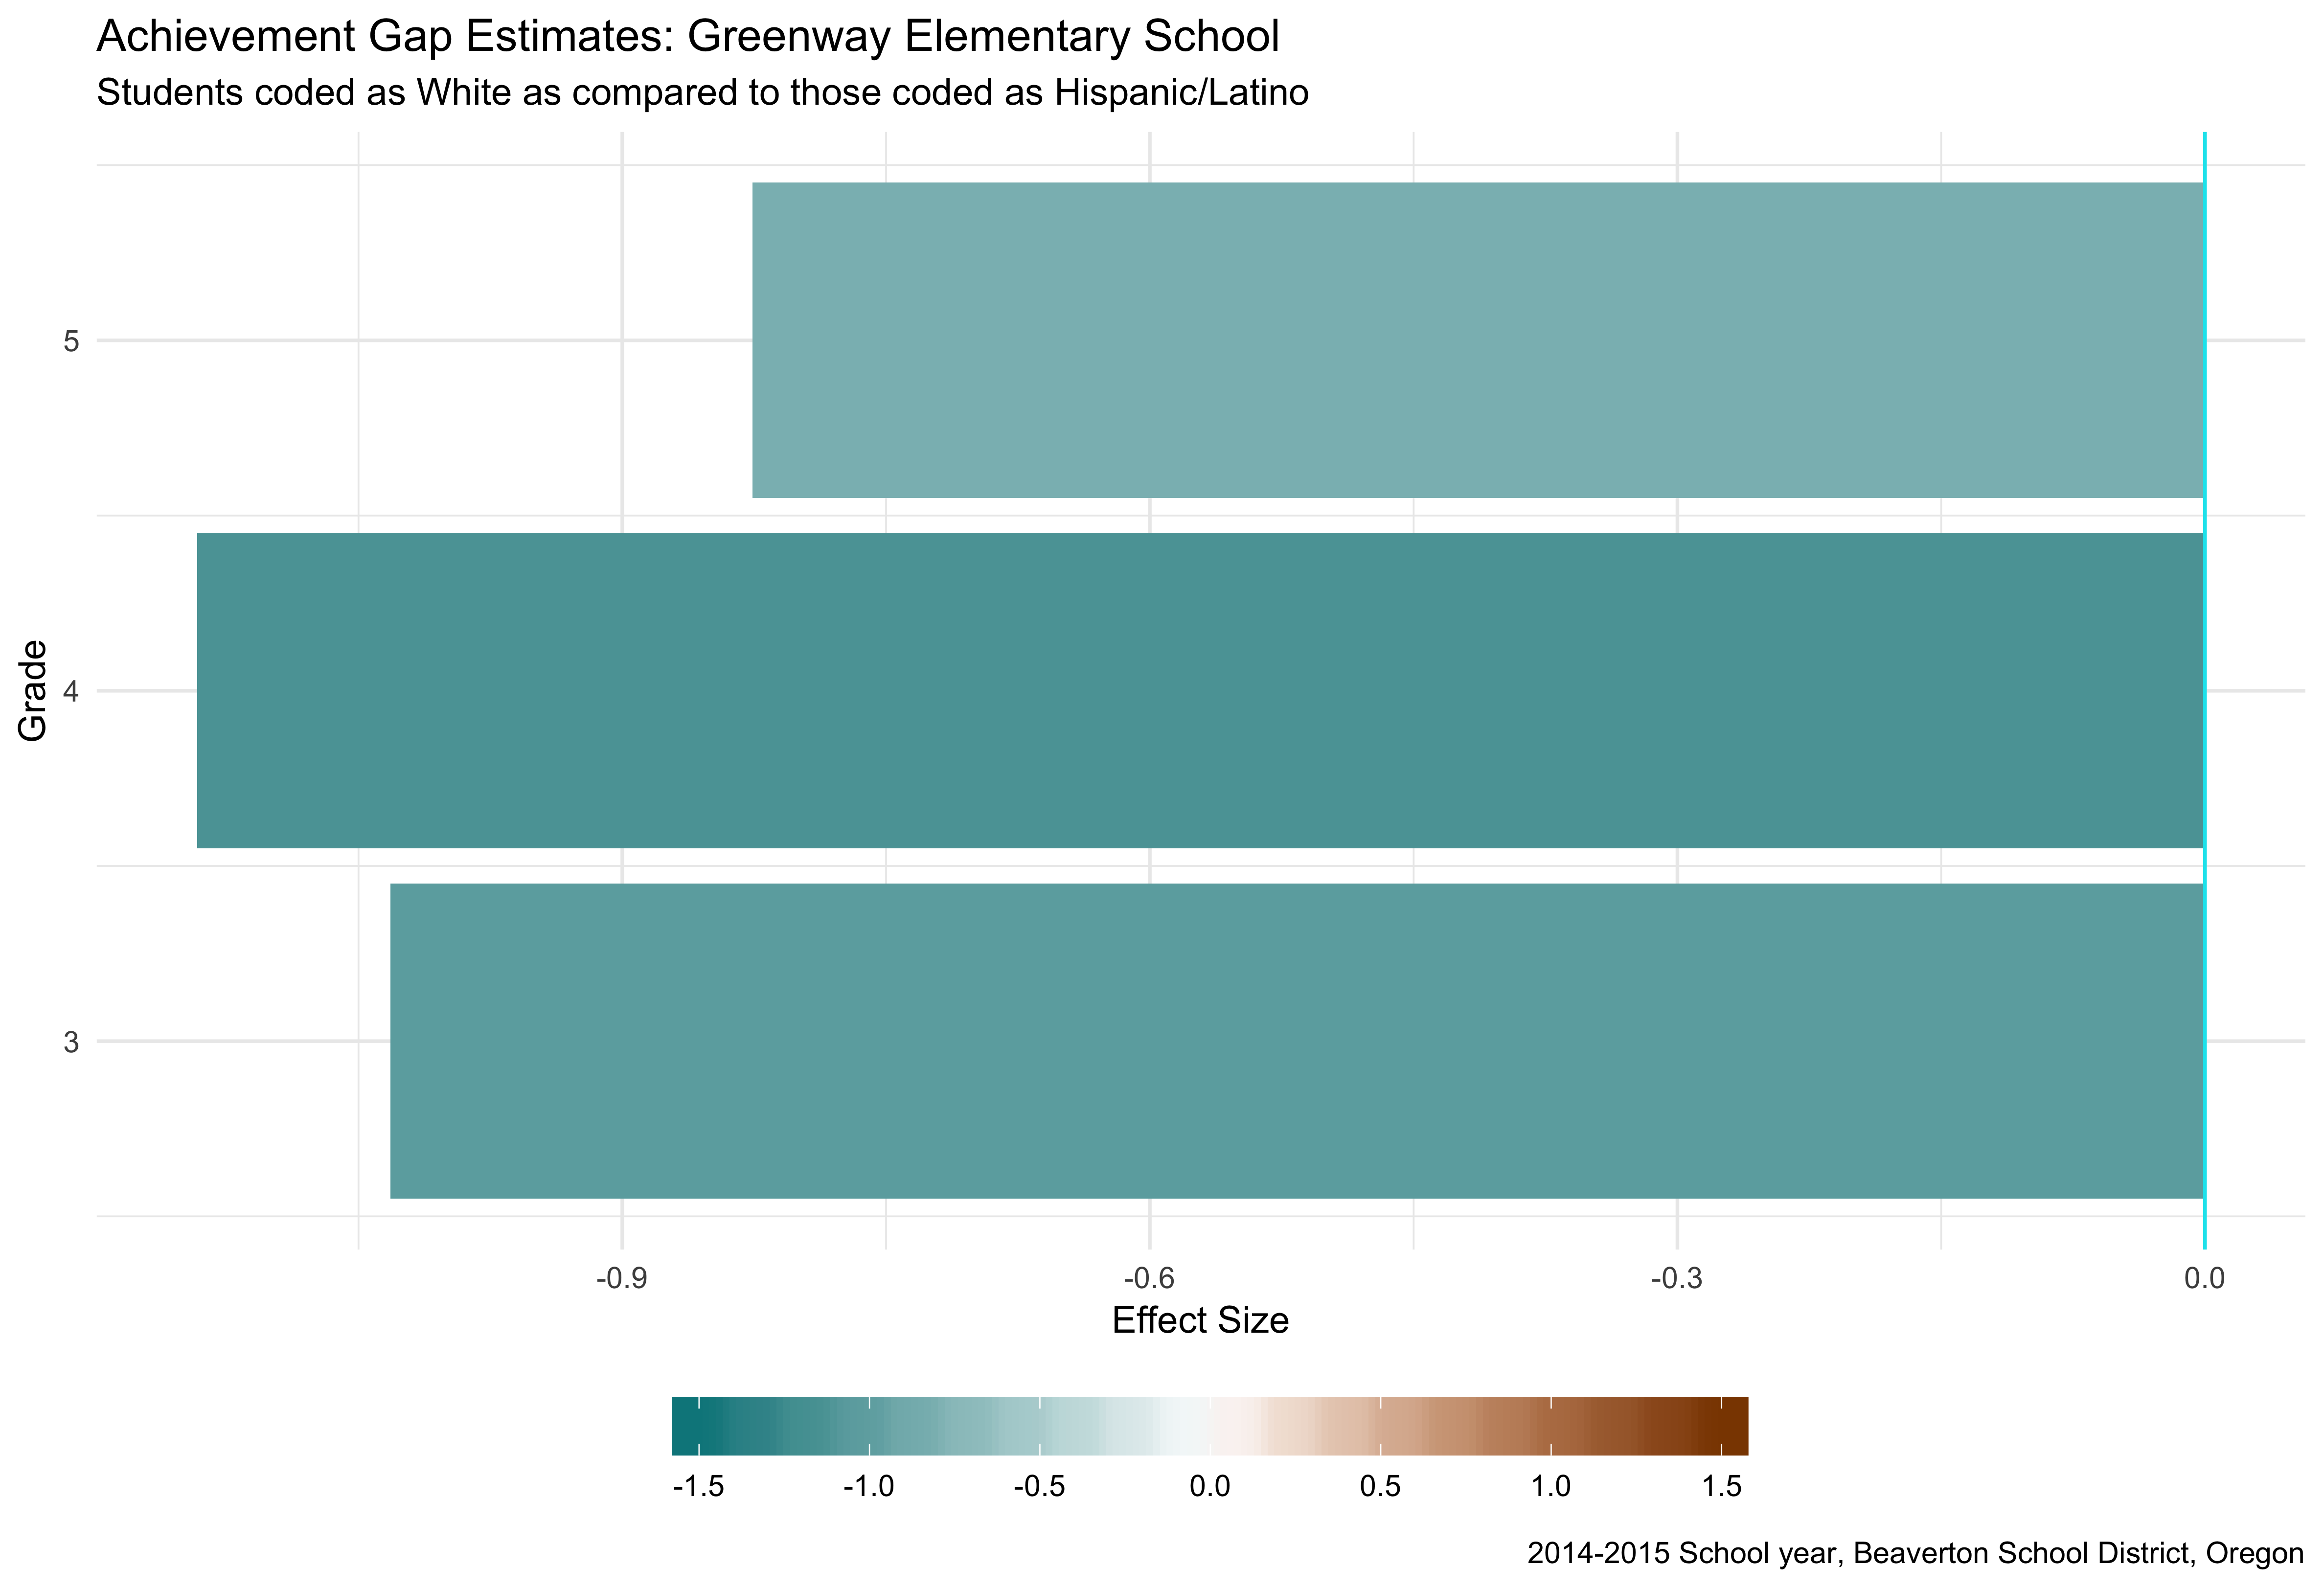 Achievement Gap Estimates: Greenway Elementary School
Students coded as White as compared to those coded as Hispanic/Latino
5
4
3
Grade
-0.9 -0.6 -0.3 0.0
Effect Size
-1.5 -1.0 -0.5 0.0 0.5 1.0 1.5
2014-2015 School year, Beaverton School District, Oregon